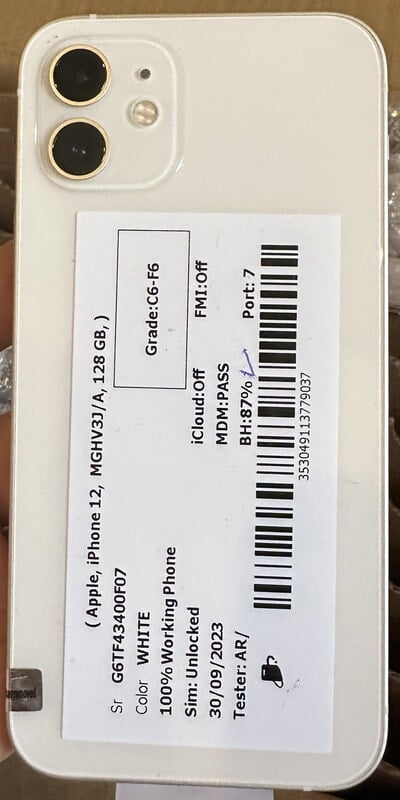 ( Apple, iPhone 12, MGHV3J/A, 128 GB, )
Sr G6TF43400F07
Color WHITE
Grade:C6-F6
100% Working Phone
iCloud:Off FMI:Off
Sim: Unlocked
MDM:PASS
30/09/2023
BH:87%
Port: 7
Tester: AR/
353049113779037